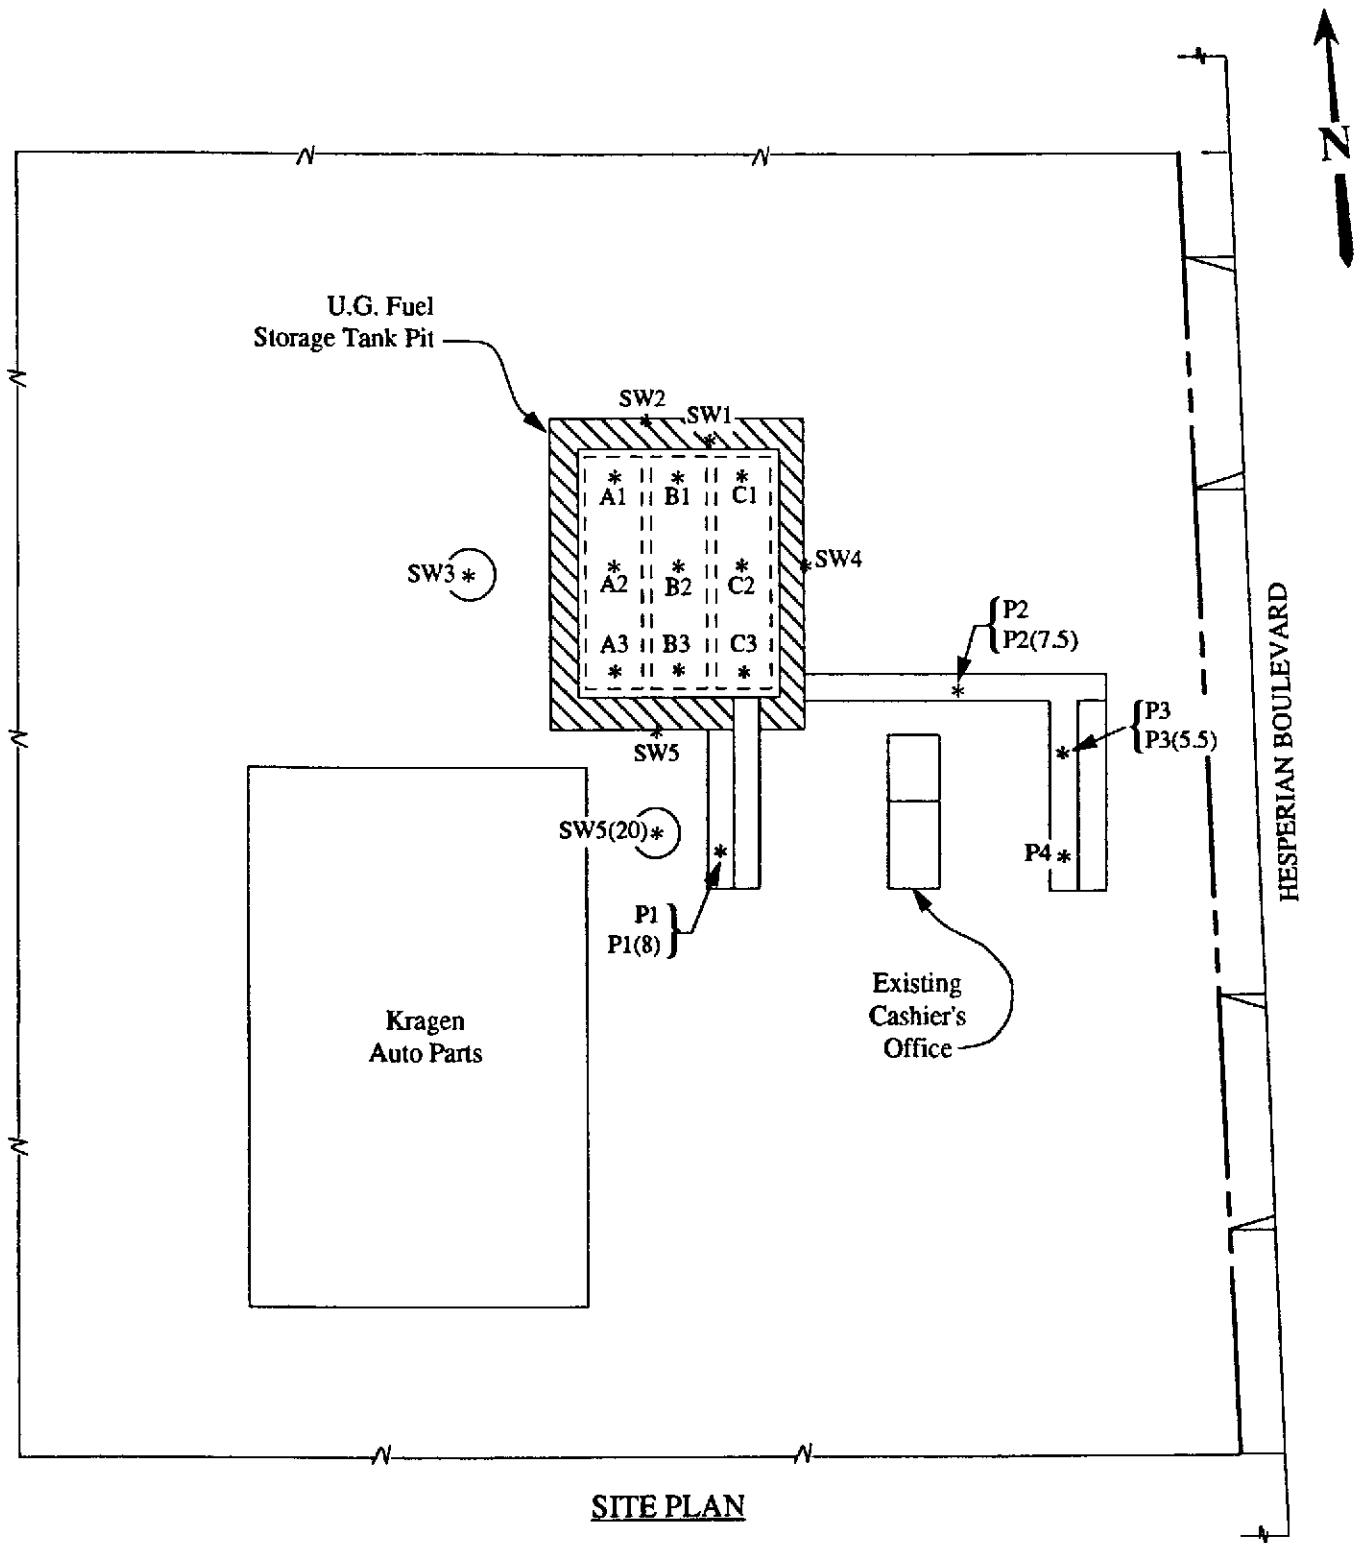 N
U.G. Fuel
Storage Tank Pit
SW2
SW1
A1
B1
C1
SW3
A2
B2
C2
SW4
P2
P2(7.5)
A3
B3
C3
P3
P3(5.5)
SW5
HESPERIAN BOULEVARD
SW5(20)
P4
P1
P1(8)
Existing
Cashier's
Office
Kragen
Auto Parts
SITE PLAN